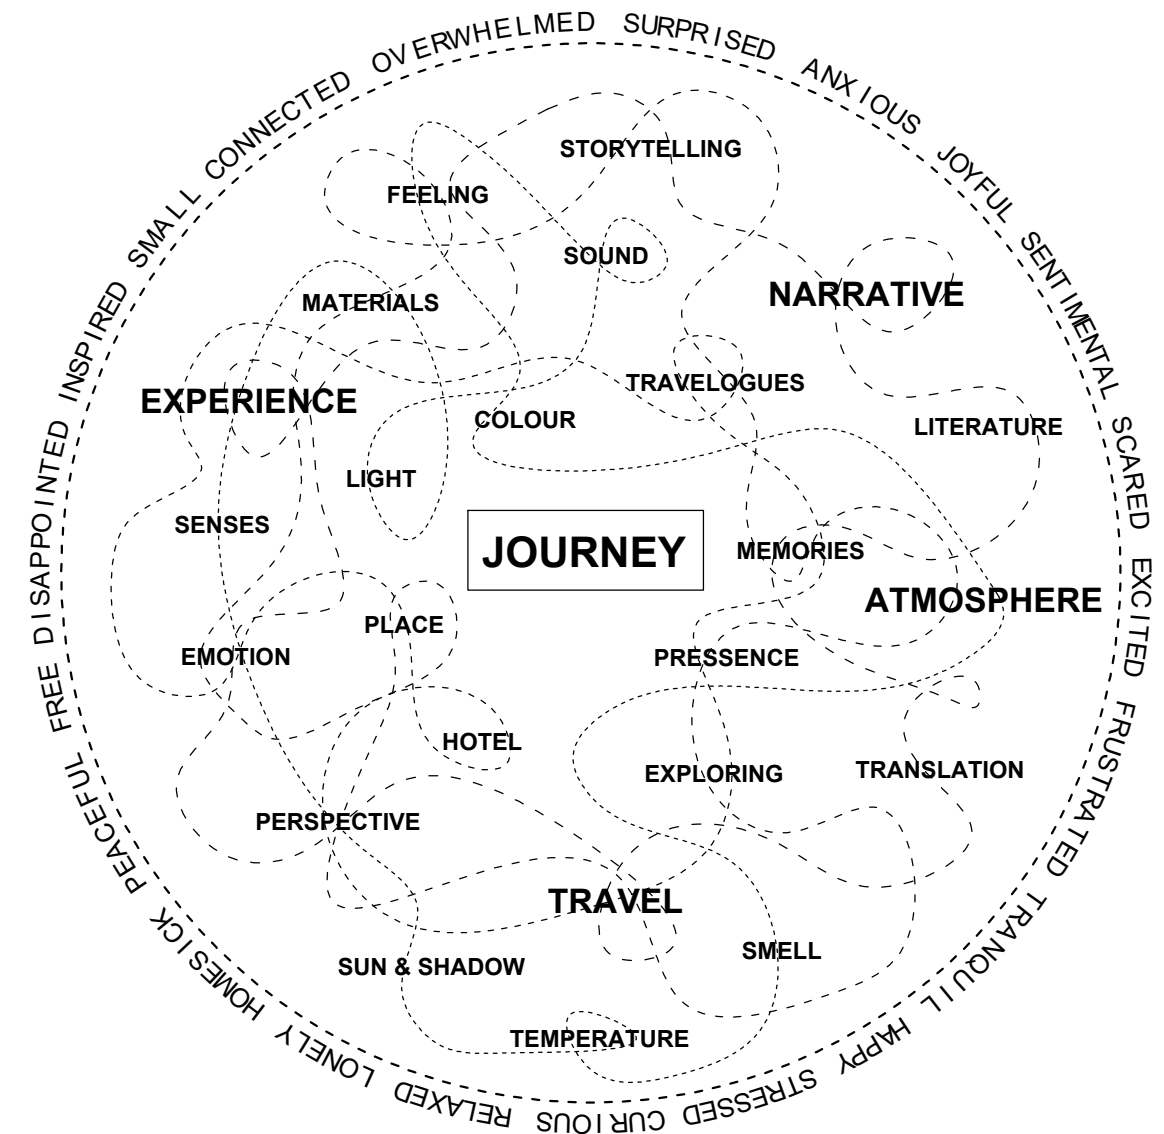 OVERWHELMED SURPRISED ANXIOUS JOYFUL SENTIMENTAL SCARED EXCITED FRUSTRATED TRANQUIL HAPPY STRESSED CURIOUS RELAXED LONELY HOMESICK PEACEFUL FREE DISAPPOINTED INSPIRED SMALL CONNECTED
STORYTELLING
FEELING
SOUND
NARRATIVE
MATERIALS
TRAVELOGUES
EXPERIENCE
COLOUR
LITERATURE
LIGHT
SENSES
JOURNEY
MEMORIES
ATMOSPHERE
PLACE
EMOTION
PRESSENCE
HOTEL
EXPLORING
TRANSLATION
PERSPECTIVE
TRAVEL
SMELL
SUN & SHADOW
TEMPERATURE